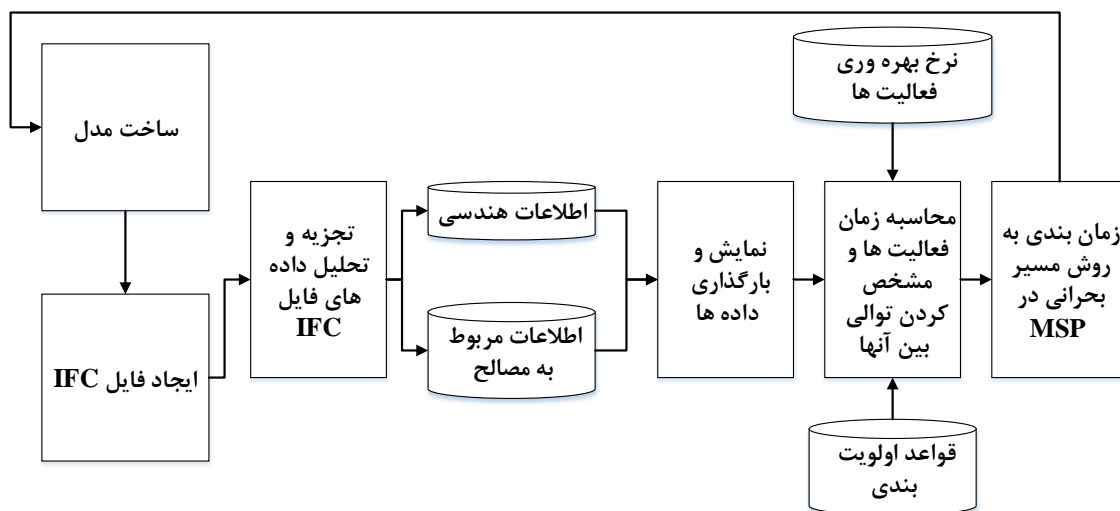 ساخت مدل
ایجاد فایل IFC
تجزیه و
تحلیل داده
های فایل
IFC
اطلاعات هندسی
اطلاعات مربوط
به مصالح
نمایش و
بارگذاری
داده ها
نرخ بهره وری
فعالیت ها
محاسبه زمان
فعالیت ها و
مشخص
کردن توالی
بین آنها
قواعد اولویت
بندی
زمان بندی به
روش مسیر
بحرانی در
MSP